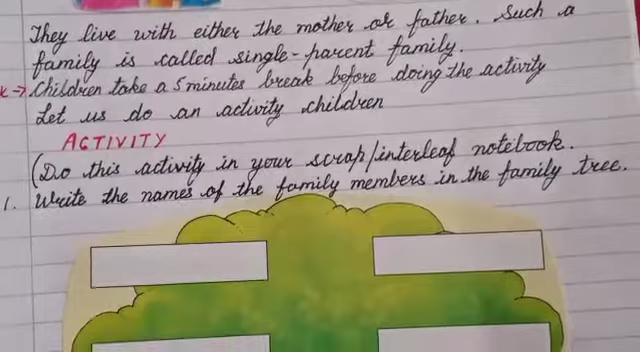 They live with either the mother or father. Such a
family is called single-parent family.
* → Children take a 5 minutes break before doing the activity
Let us do an activity children
ACTIVITY
(Do this activity in your scrap/interleaf notebook.
1. Write the names of the family members in the family tree.